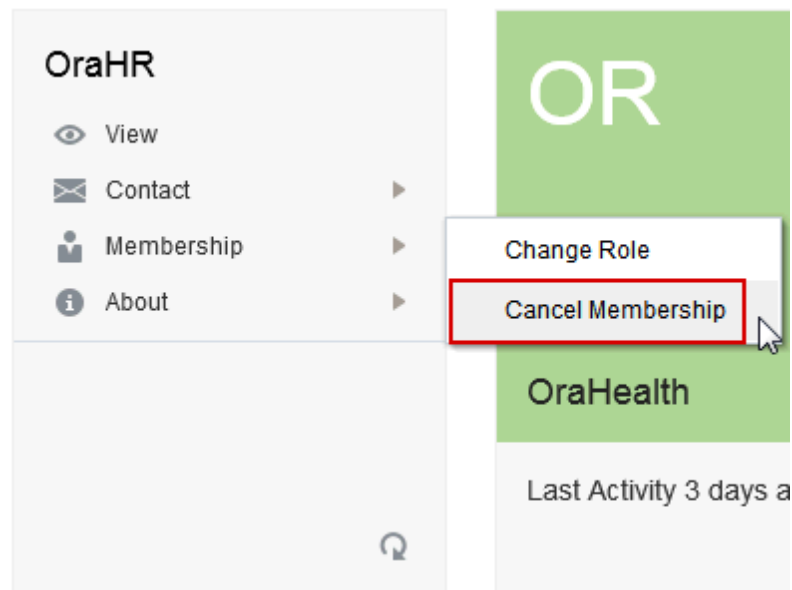 OraHR
View
Contact
Membership
About
Change Role
Cancel Membership
OR
OraHealth
Last Activity 3 days a